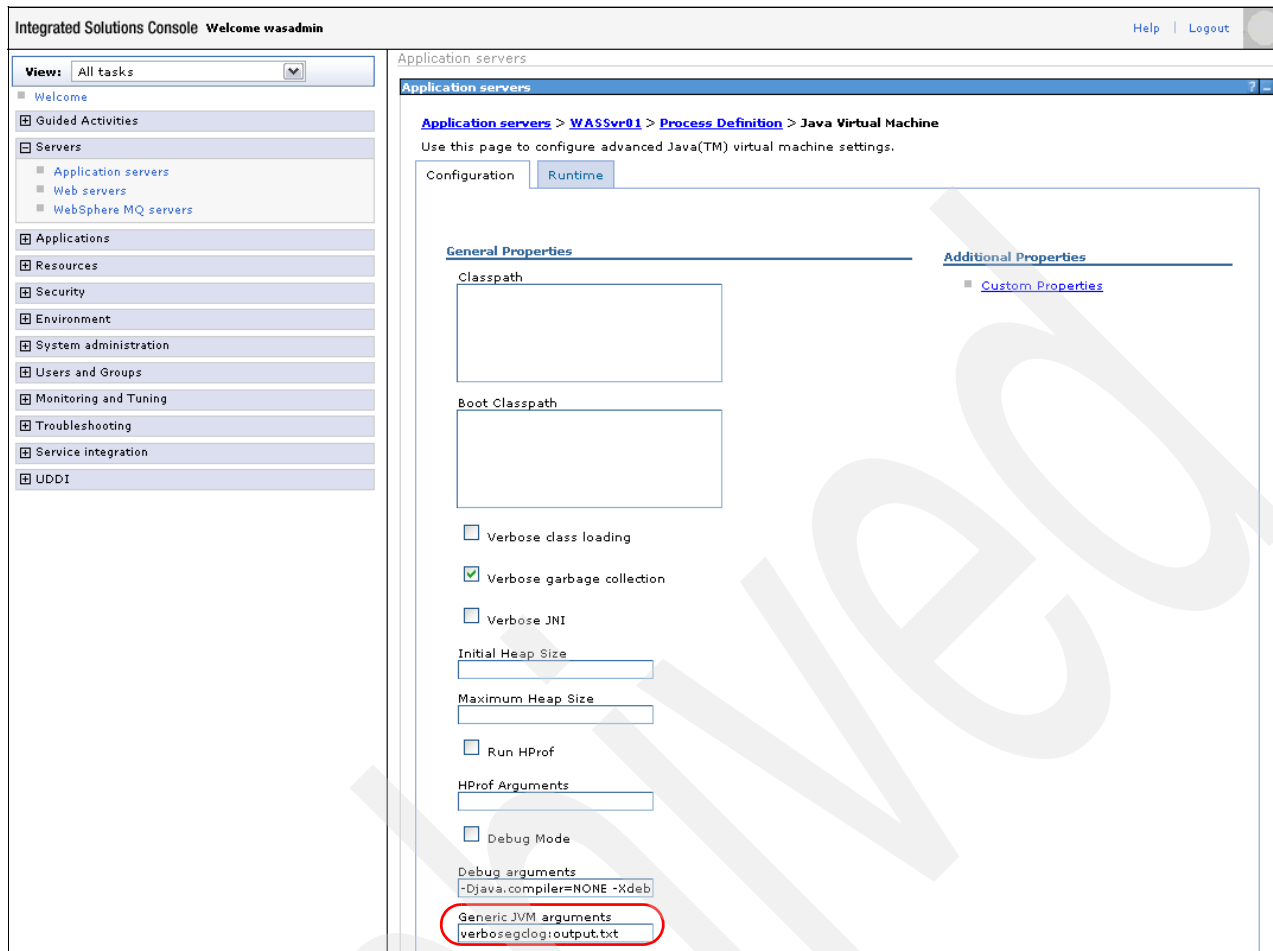 Integrated Solutions Console Welcome wasadmin
Help | Logout
View: All tasks
Welcome
Guided Activities
Servers
Application servers
Web servers
WebSphere MQ servers
Applications
Resources
Security
Environment
System administration
Users and Groups
Monitoring and Tuning
Troubleshooting
Service integration
UDDI
Application servers
Application servers ? -
Application servers > WASSvr01 > Process Definition > Java Virtual Machine
Use this page to configure advanced Java(TM) virtual machine settings.
Configuration Runtime
General Properties
Classpath
Boot Classpath
Verbose class loading
Verbose garbage collection
Verbose JNI
Initial Heap Size
Maximum Heap Size
Run HProf
HProf Arguments
Debug Mode
Debug arguments
-Djava.compiler=NONE -Xdeb
Generic JVM arguments
verbosegclog:output.txt
Additional Properties
Custom Properties